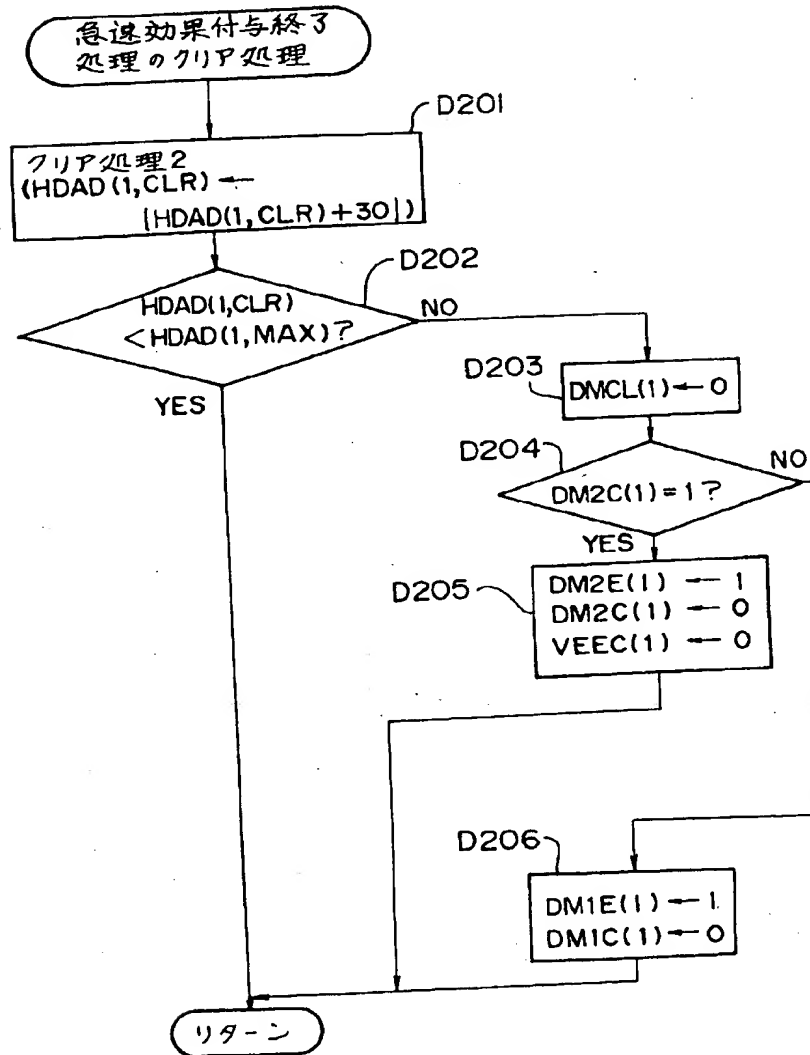 急速効果付与終了
処理のクリア処理
D201
クリア処理2
(HDAD(1,CLR) ←
|HDAD(1,CLR)+30|)
D202
HDAD(1,CLR)
<HDAD(1,MAX)?
NO
YES
D203
DMCL(1)←0
D204
DM2C(1)=1?
NO
YES
D205
DM2E(1) ← 1
DM2C(1) ← 0
VEEC(1) ← 0
D206
DM1E(1) ← 1
DM1C(1) ← 0
リターン